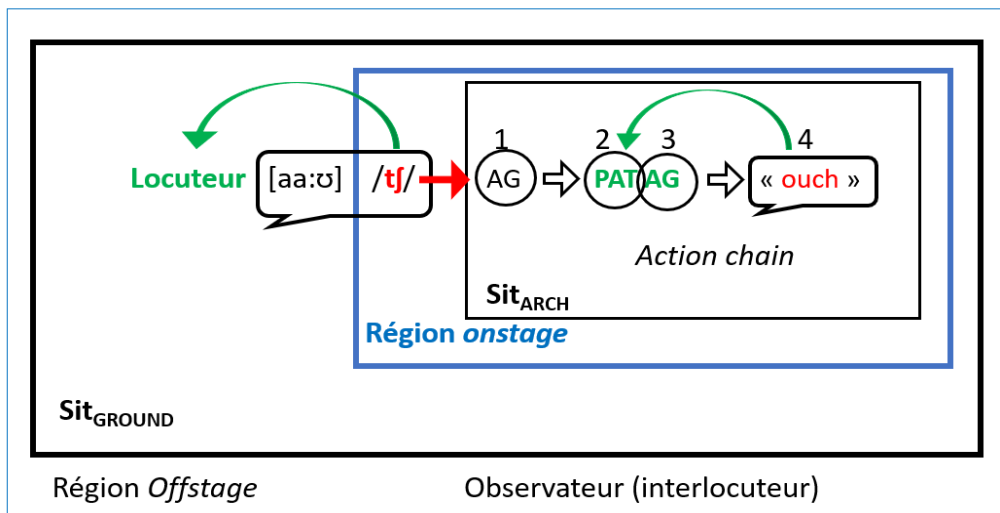 1 2 3 4
Locuteur [aa:ʊ] /tʃ/ AG PAT AG « ouch »
Action chain
Sit ARCH
Région onstage
Sit GROUND
Région Offstage Observateur (interlocuteur)